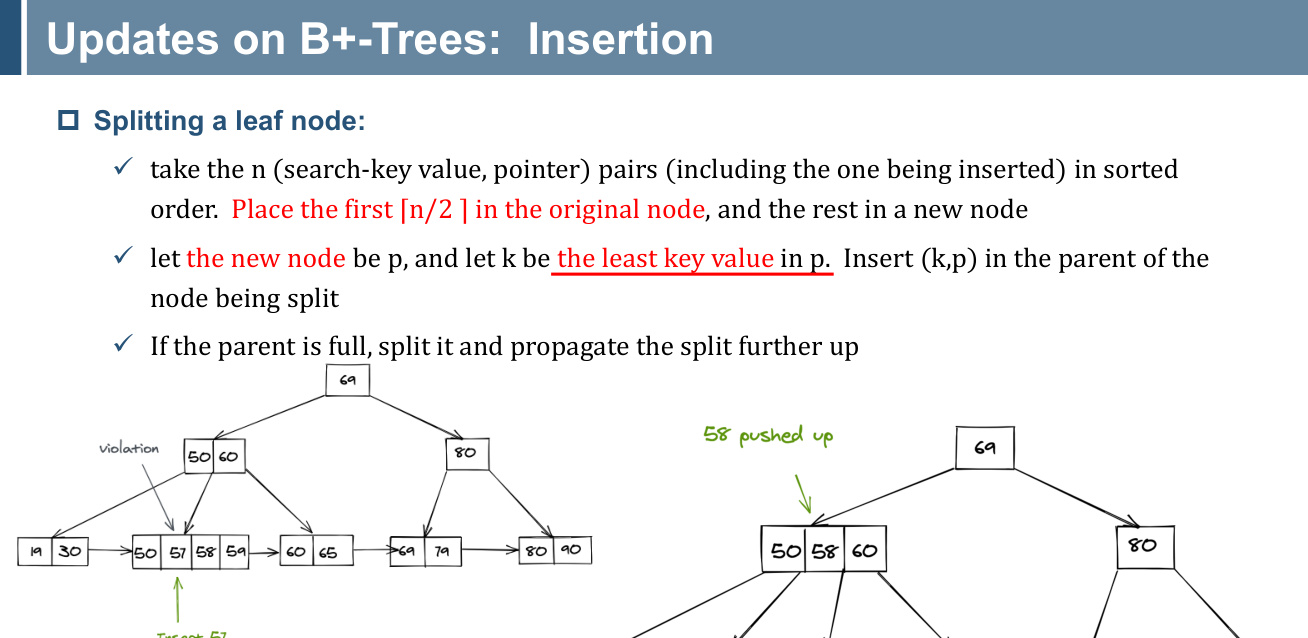 Updates on B+-Trees: Insertion
Splitting a leaf node:
✓ take the n (search-key value, pointer) pairs (including the one being inserted) in sorted
order. Place the first ⌈n/2 ⌉ in the original node, and the rest in a new node
✓ let the new node be p, and let k be the least key value in p. Insert (k,p) in the parent of the
node being split
✓ If the parent is full, split it and propagate the split further up
69
violation
50 60
80
19 30
50 57 58 59
60 65
69 79
80 90
58 pushed up
69
50 58 60
80